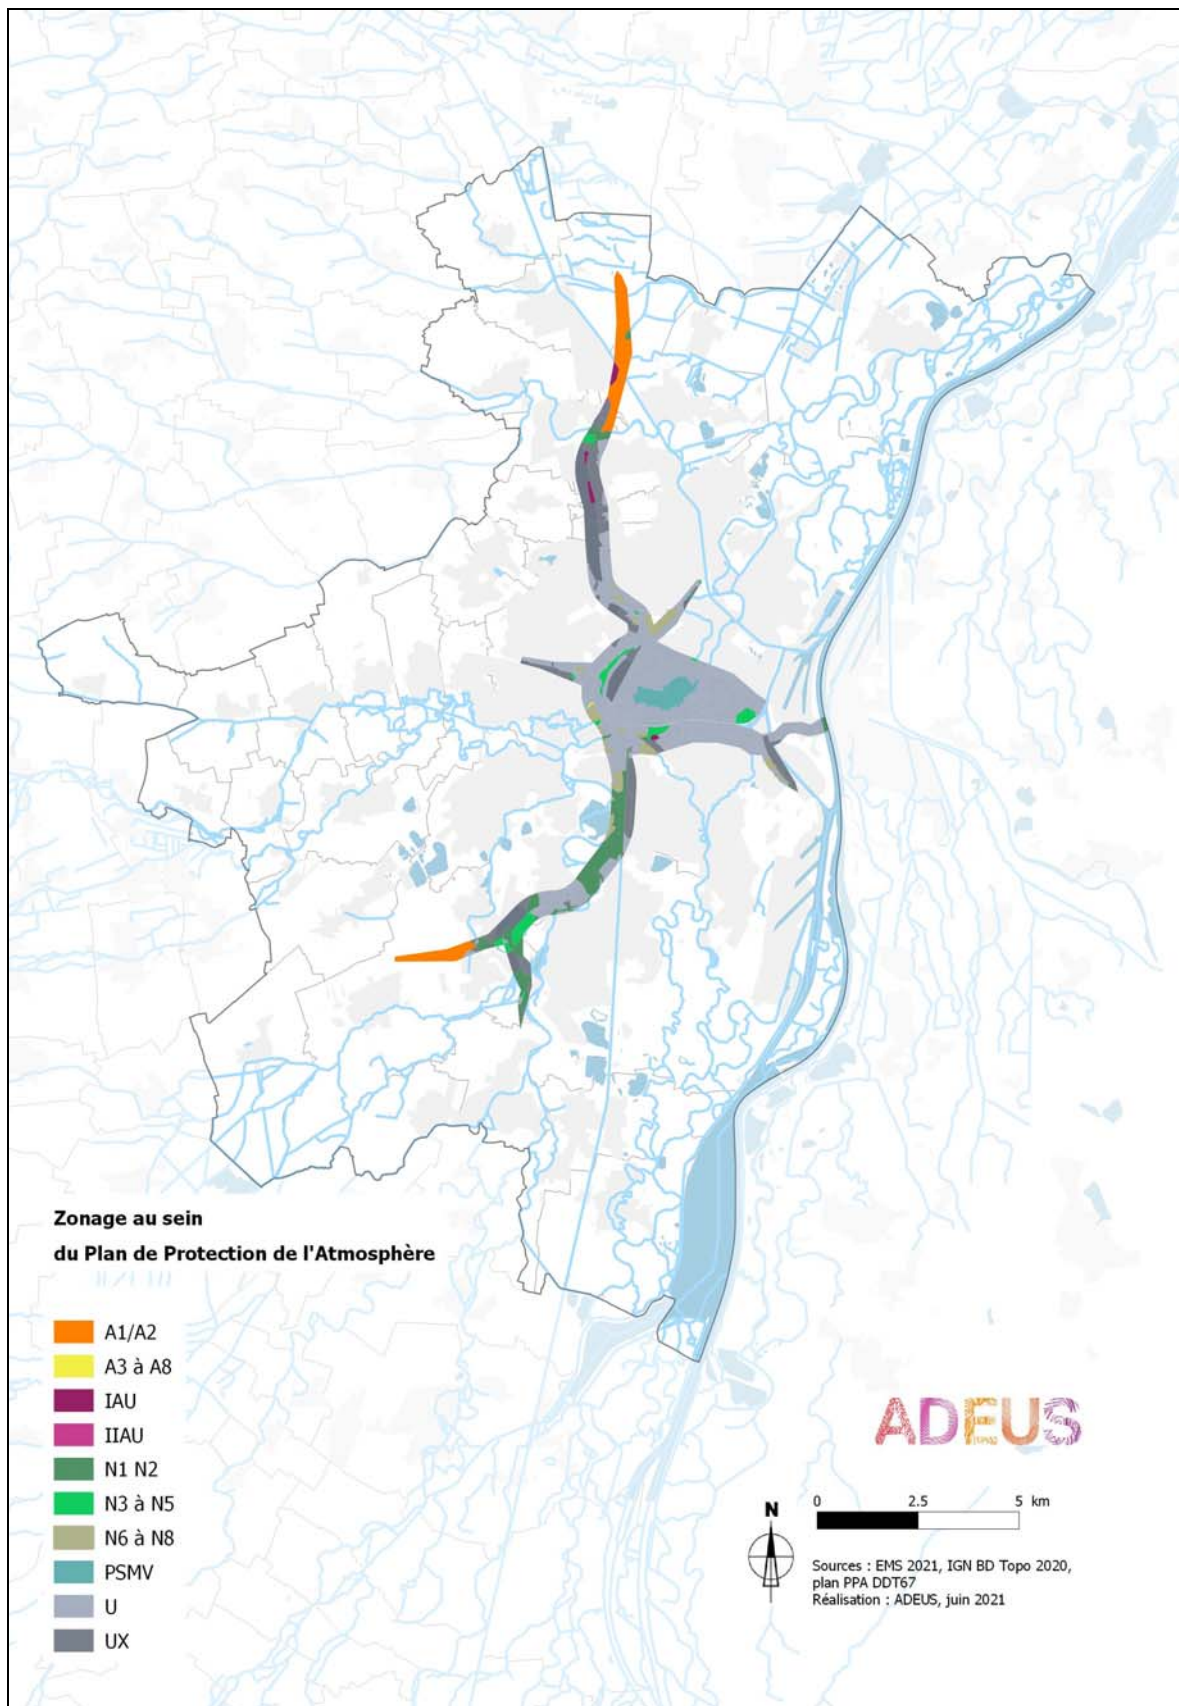 Zonage au sein
du Plan de Protection de l'Atmosphère
A1/A2
A3 à A8
IAU
IIAU
N1 N2
N3 à N5
N6 à N8
PSMV
U
UX
ADEUS
N
0 2.5 5 km
Sources : EMS 2021, IGN BD Topo 2020,
plan PPA DDT67
Réalisation : ADEUS, juin 2021